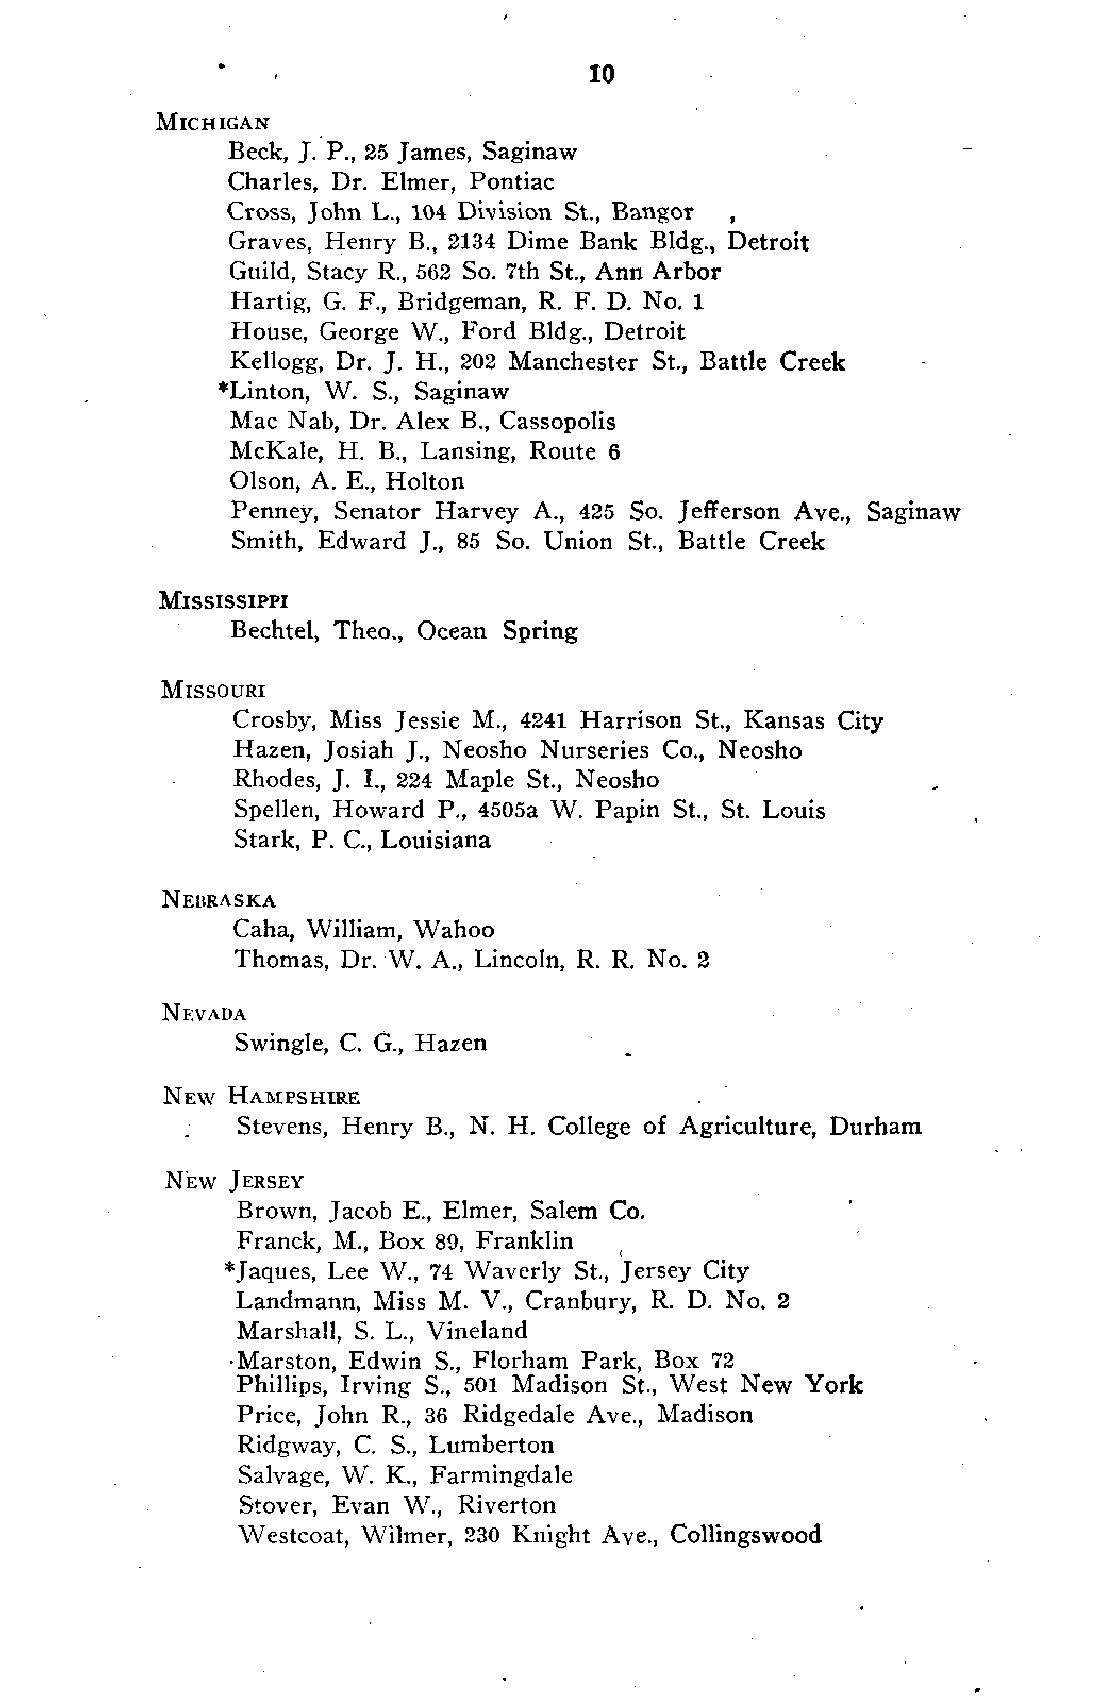 10
MICHIGAN
Beck, J. P., 25 James, Saginaw
Charles, Dr. Elmer, Pontiac
Cross, John L., 104 Division St., Bangor
Graves, Henry B., 2134 Dime Bank Bldg., Detroit
Guild, Stacy R., 562 So. 7th St., Ann Arbor
Hartig, G. F., Bridgeman, R. F. D. No. 1
House, George W., Ford Bldg., Detroit
Kellogg, Dr. J. H., 202 Manchester St., Battle Creek
*Linton, W. S., Saginaw
Mac Nab, Dr. Alex B., Cassopolis
McKale, H. B., Lansing, Route 6
Olson, A. E., Holton
Penney, Senator Harvey A., 425 So. Jefferson Ave., Saginaw
Smith, Edward J., 85 So. Union St., Battle Creek
MISSISSIPPI
Bechtel, Theo., Ocean Spring
MISSOURI
Crosby, Miss Jessie M., 4241 Harrison St., Kansas City
Hazen, Josiah J., Neosho Nurseries Co., Neosho
Rhodes, J. I., 224 Maple St., Neosho
Spellen, Howard P., 4505a W. Papin St., St. Louis
Stark, P. C., Louisiana
NEBRASKA
Caha, William, Wahoo
Thomas, Dr. W. A., Lincoln, R. R. No. 2
NEVADA
Swingle, C. G., Hazen
NEW HAMPSHIRE
Stevens, Henry B., N. H. College of Agriculture, Durham
NEW JERSEY
Brown, Jacob E., Elmer, Salem Co.
Franck, M., Box 89, Franklin
*Jaques, Lee W., 74 Waverly St., Jersey City
Landmann, Miss M. V., Cranbury, R. D. No. 2
Marshall, S. L., Vineland
Marston, Edwin S., Florham Park, Box 72
Phillips, Irving S., 501 Madison St., West New York
Price, John R., 36 Ridgedale Ave., Madison
Ridgway, C. S., Lumberton
Salvage, W. K., Farmingdale
Stover, Evan W., Riverton
Westcoat, Wilmer, 230 Knight Ave., Collingswood